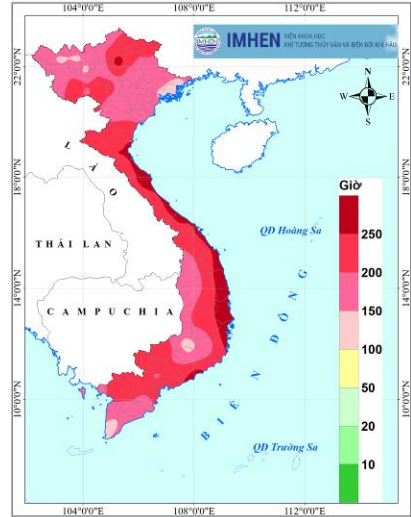 104°0'0"E 108°0'0"E 112°0'0"E
IMHEN
VIỆN KHOA HỌC
KHÍ TƯỢNG THỦY VĂN VÀ BIẾN ĐỔI KHÍ HẬU
22°0'0"N
N
W E
S
LÀO
18°0'0"N
18°0'0"N
Giờ
250
200
150
100
50
20
10
THÁI LAN
QĐ Hoàng Sa
14°0'0"N
14°0'0"N
CAMPUCHIA
BIỂN ĐÔNG
10°0'0"N
10°0'0"N
QĐ Trường Sa
104°0'0"E 108°0'0"E 112°0'0"E